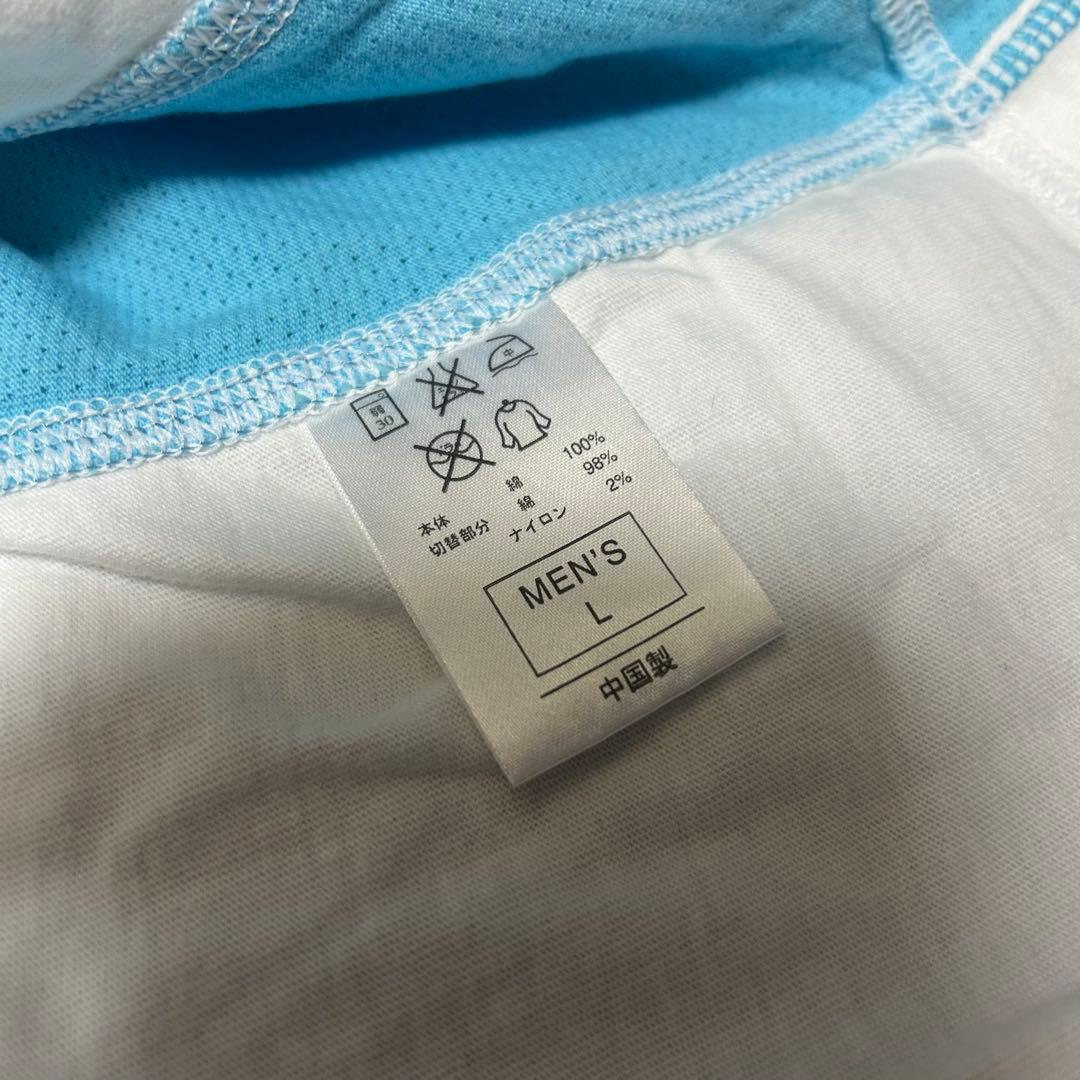 弱
30
中
本体 綿 100%
切替部分 綿 98%
ナイロン 2%
MEN'S
L
中国製